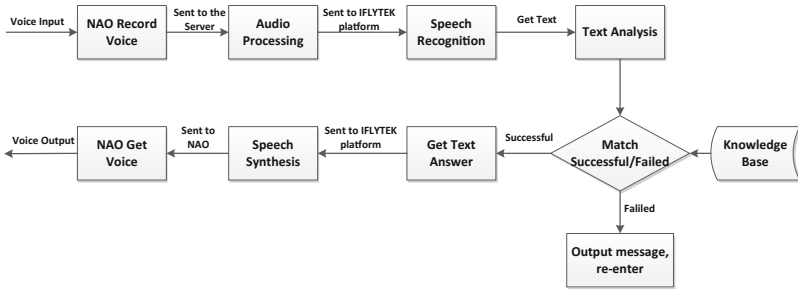 Voice Input
NAO Record
Voice
Sent to the
Server
Audio
Processing
Sent to IFLYTEK
platform
Speech
Recognition
Get Text
Text Analysis
Voice Output
NAO Get
Voice
Sent to
NAO
Speech
Synthesis
Sent to IFLYTEK
platform
Get Text
Answer
Successful
Match
Successful/Failed
Knowledge
Base
Faliled
Output message,
re-enter